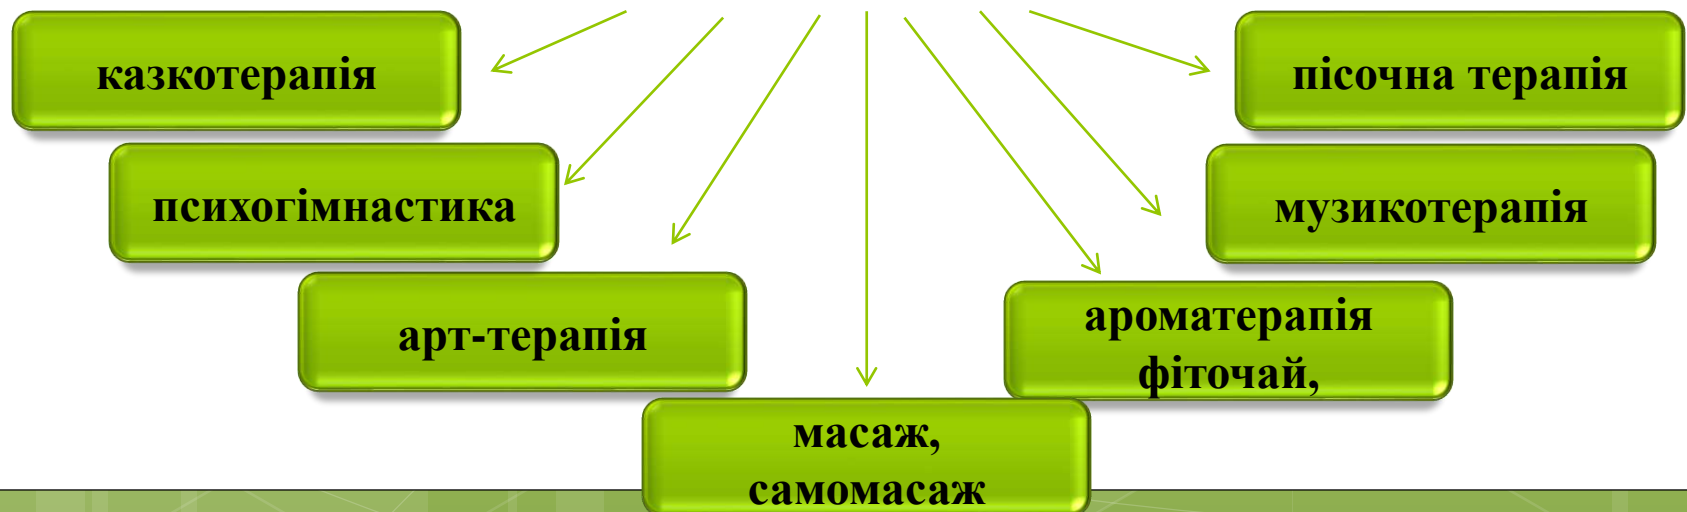 казкотерапія
пісочна терапія
психогімнастика
музикотерапія
арт-терапія
ароматерапія
фіточай,
масаж,
самомасаж